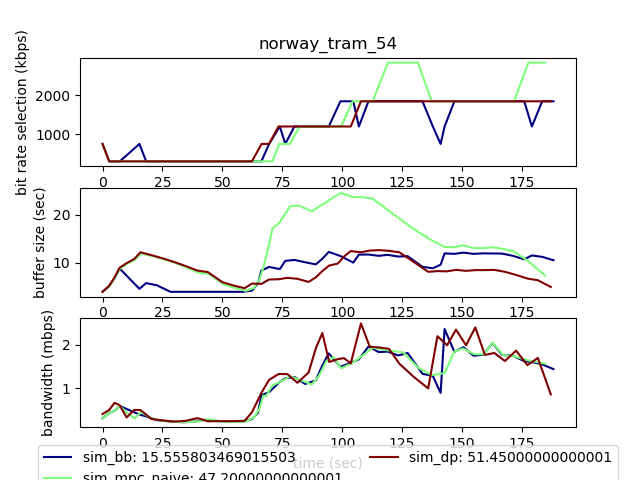 norway_tram_54
bit rate selection (kbps)
2000
1000
0 25 50 75 100 125 150 175
buffer size (sec)
20
10
0 25 50 75 100 125 150 175
bandwidth (mbps)
2
1
0 25 50 75 100 125 150 175
time (sec)
sim_bb: 15.555803469015503
sim_dp: 51.45000000000001
sim_mpc_naive: 47.20000000000001